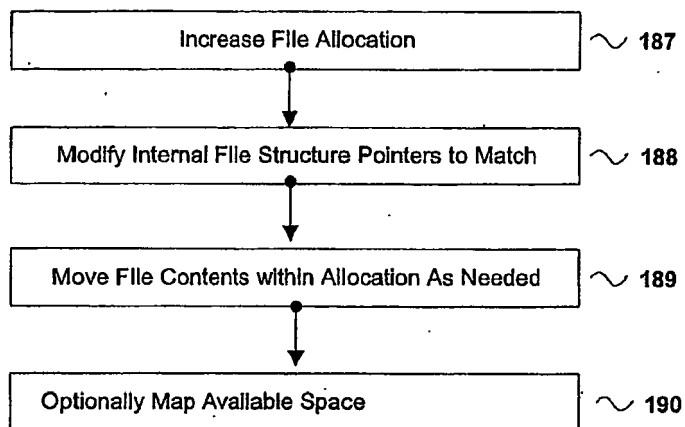 Increase File Allocation 187
Modify Internal File Structure Pointers to Match 188
Move File Contents within Allocation As Needed 189
Optionally Map Available Space 190